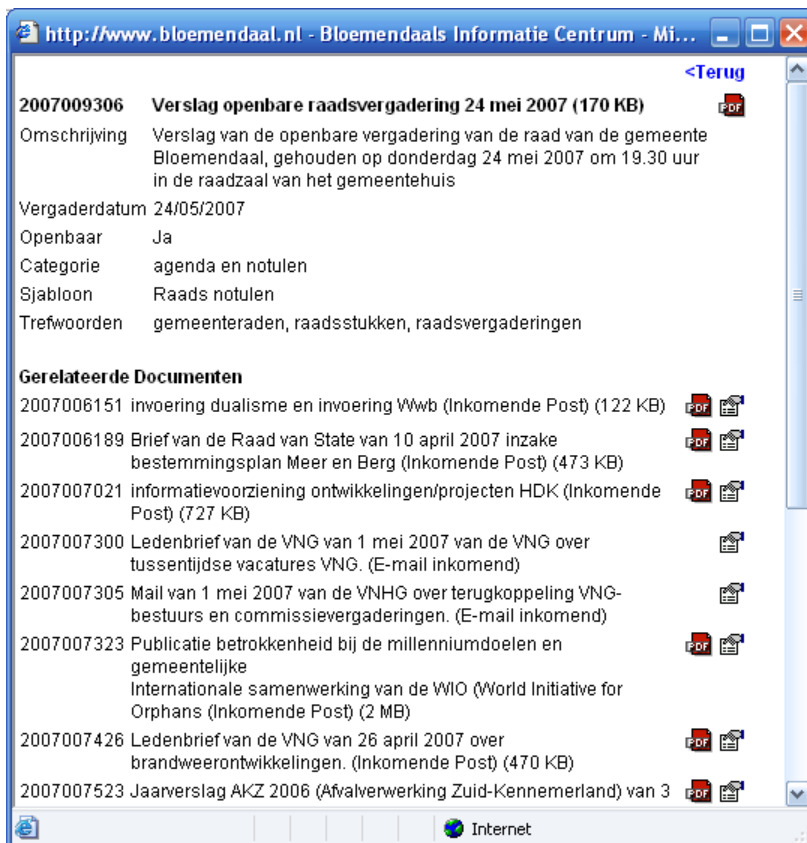 http://www.bloemendaal.nl - Bloemendaals Informatie Centrum - Mi...
<Terug
2007009306 Verslag openbare raadsvergadering 24 mei 2007 (170 KB) PDF
Omschrijving Verslag van de openbare vergadering van de raad van de gemeente
Bloemendaal, gehouden op donderdag 24 mei 2007 om 19.30 uur
in de raadzaal van het gemeentehuis
Vergaderdatum 24/05/2007
Openbaar Ja
Categorie agenda en notulen
Sjabloon Raads notulen
Trefwoorden gemeenteraden, raadsstukken, raadsvergaderingen
Gerelateerde Documenten
2007006151 invoering dualisme en invoering Wwb (Inkomende Post) (122 KB) PDF
2007006189 Brief van de Raad van State van 10 april 2007 inzake PDF
bestemmingsplan Meer en Berg (Inkomende Post) (473 KB)
2007007021 informatievoorziening ontwikkelingen/projecten HDK (Inkomende PDF
Post) (727 KB)
2007007300 Ledenbrief van de VNG van 1 mei 2007 van de VNG over
tussentijdse vacatures VNG. (E-mail inkomend)
2007007305 Mail van 1 mei 2007 van de VNHG over terugkoppeling VNG-
bestuurs en commissievergaderingen. (E-mail inkomend)
2007007323 Publicatie betrokkenheid bij de millenniumdoelen en PDF
gemeentelijke
Internationale samenwerking van de WIO (World Initiative for
Orphans (Inkomende Post) (2 MB)
2007007426 Ledenbrief van de VNG van 26 april 2007 over PDF
brandweerontwikkelingen. (Inkomende Post) (470 KB)
2007007523 Jaarverslag AKZ 2006 (Afvalverwerking Zuid-Kennemerland) van 3 PDF
Internet